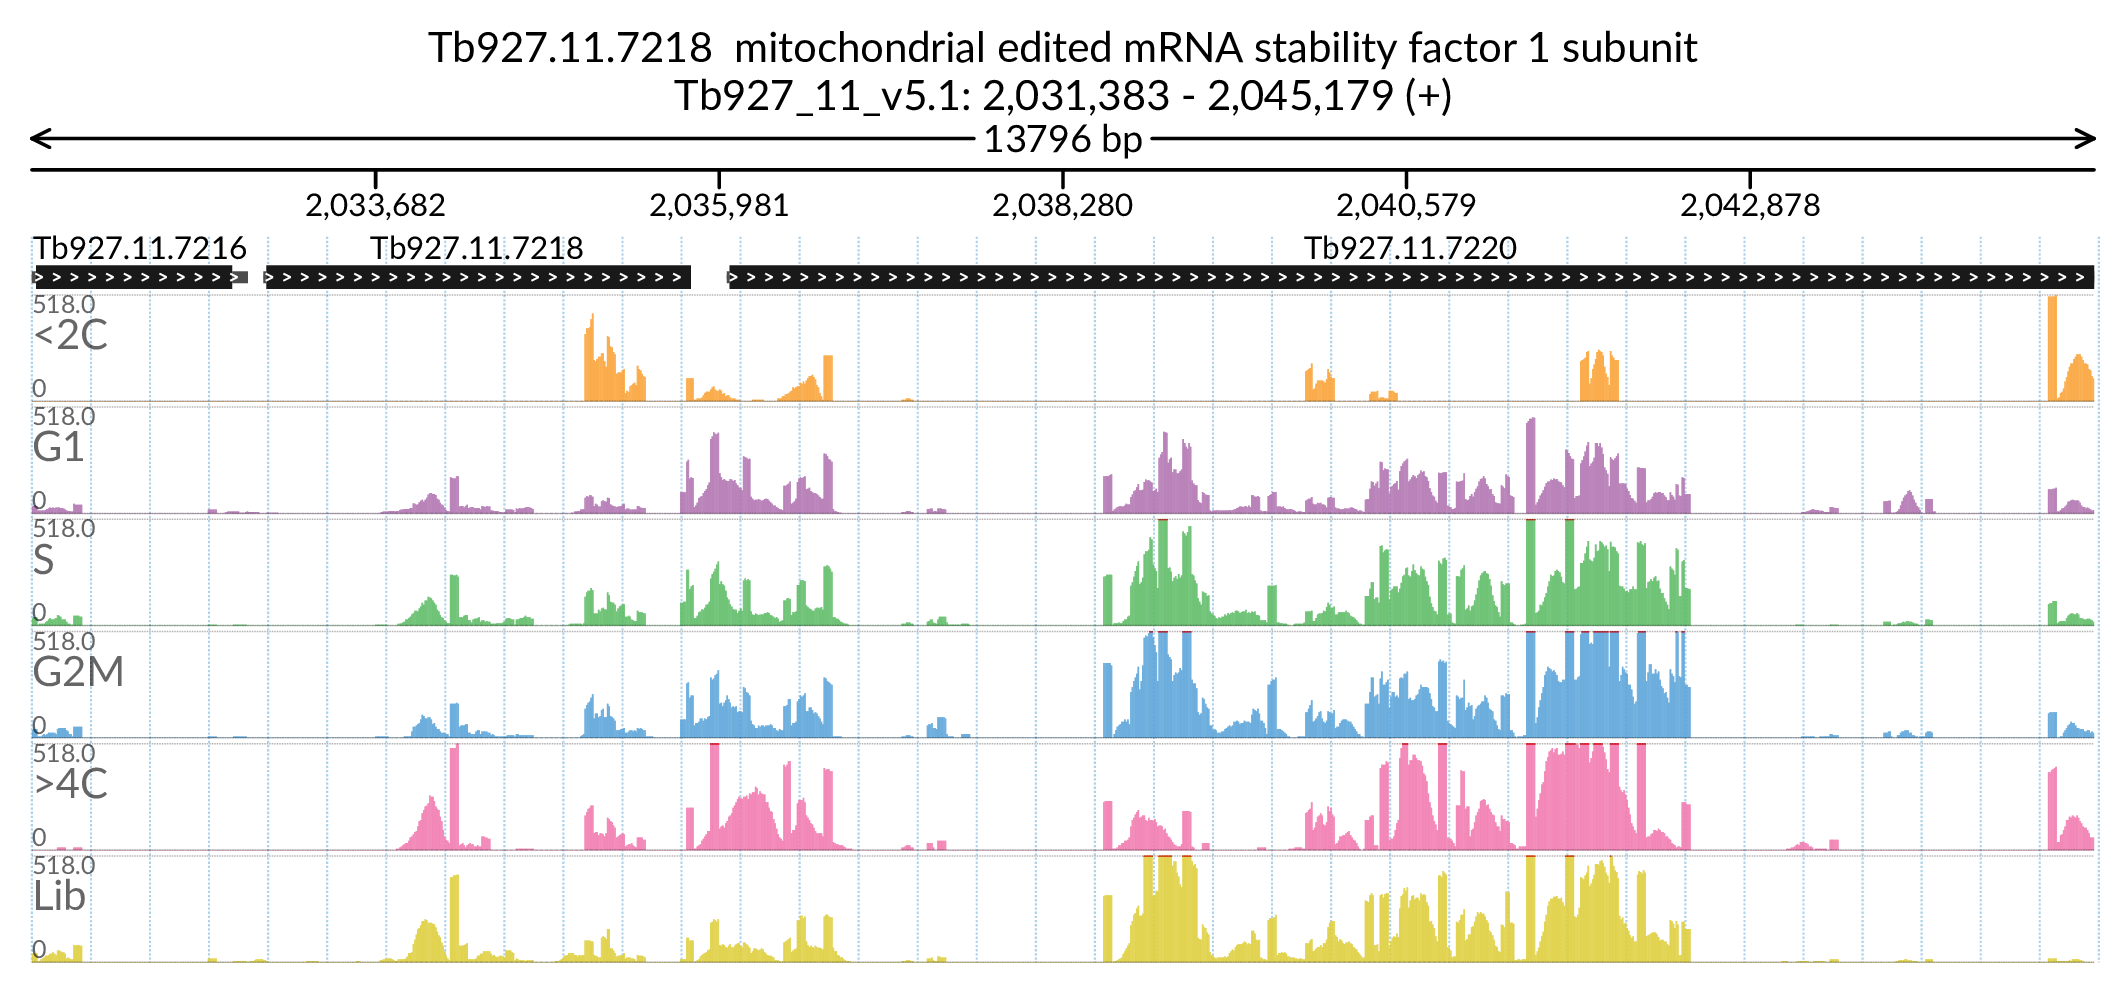 Tb927.11.7218  mitochondrial edited mRNA stability factor 1 subunit
Tb927_11_v5.1: 2,031,383 - 2,045,179 (+)
13796 bp
2,033,682 2,035,981 2,038,280 2,040,579 2,042,878
Tb927.11.7216 Tb927.11.7218 Tb927.11.7220
518.0
<2C
0
518.0
G1
0
518.0
S
0
518.0
G2M
0
518.0
>4C
0
518.0
Lib
0